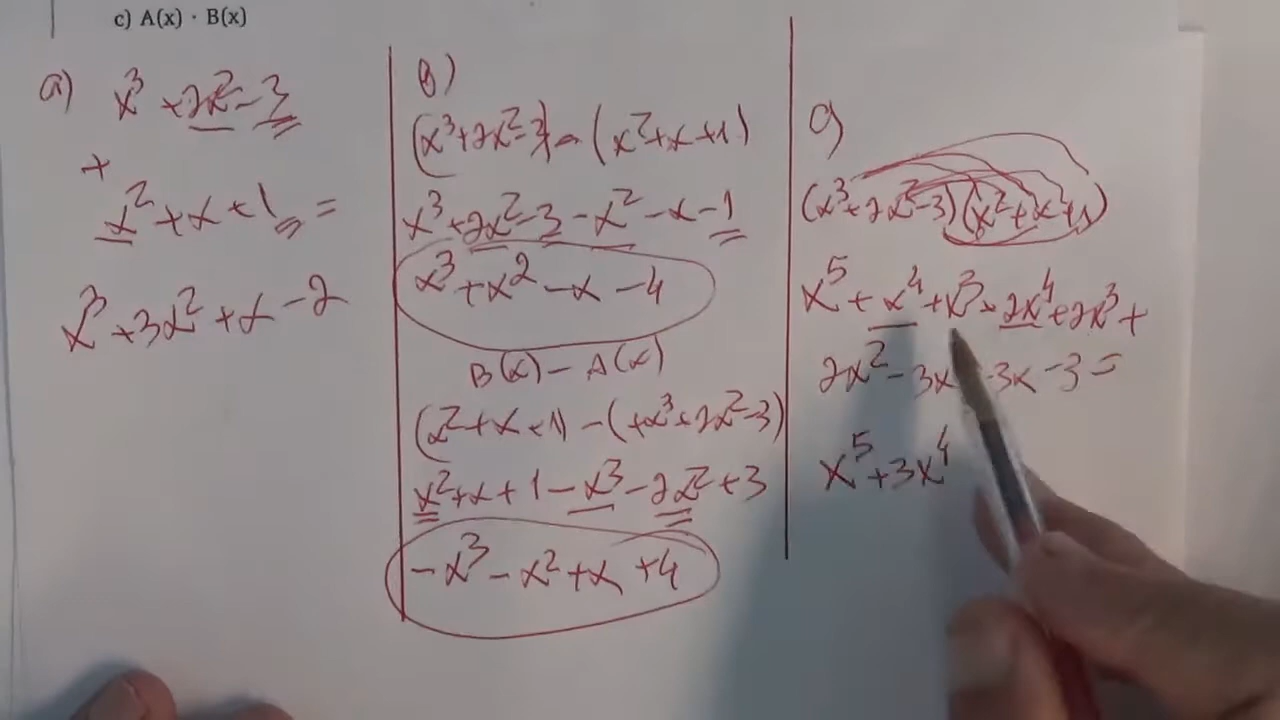 c) A(x) · B(x)
a) x³ + 2x² - 3
+
x² + x + 1 =
x³ + 3x² + x - 2
b)
(x³ + 2x² - 3) - (x² + x + 1)
x³ + 2x² - 3 - x² - x - 1
x³ + x² - x - 4
B(x) - A(x)
(x² + x + 1) - (+x³ + 2x² - 3)
x² + x + 1 - x³ - 2x² + 3
-x³ - x² + x + 4
c)
(x³ + 2x² - 3)(x² + x + 1)
x⁵ + x⁴ + x³ + 2x⁴ + 2x³ +
2x² - 3x - 3x - 3 =
x⁵ + 3x⁴